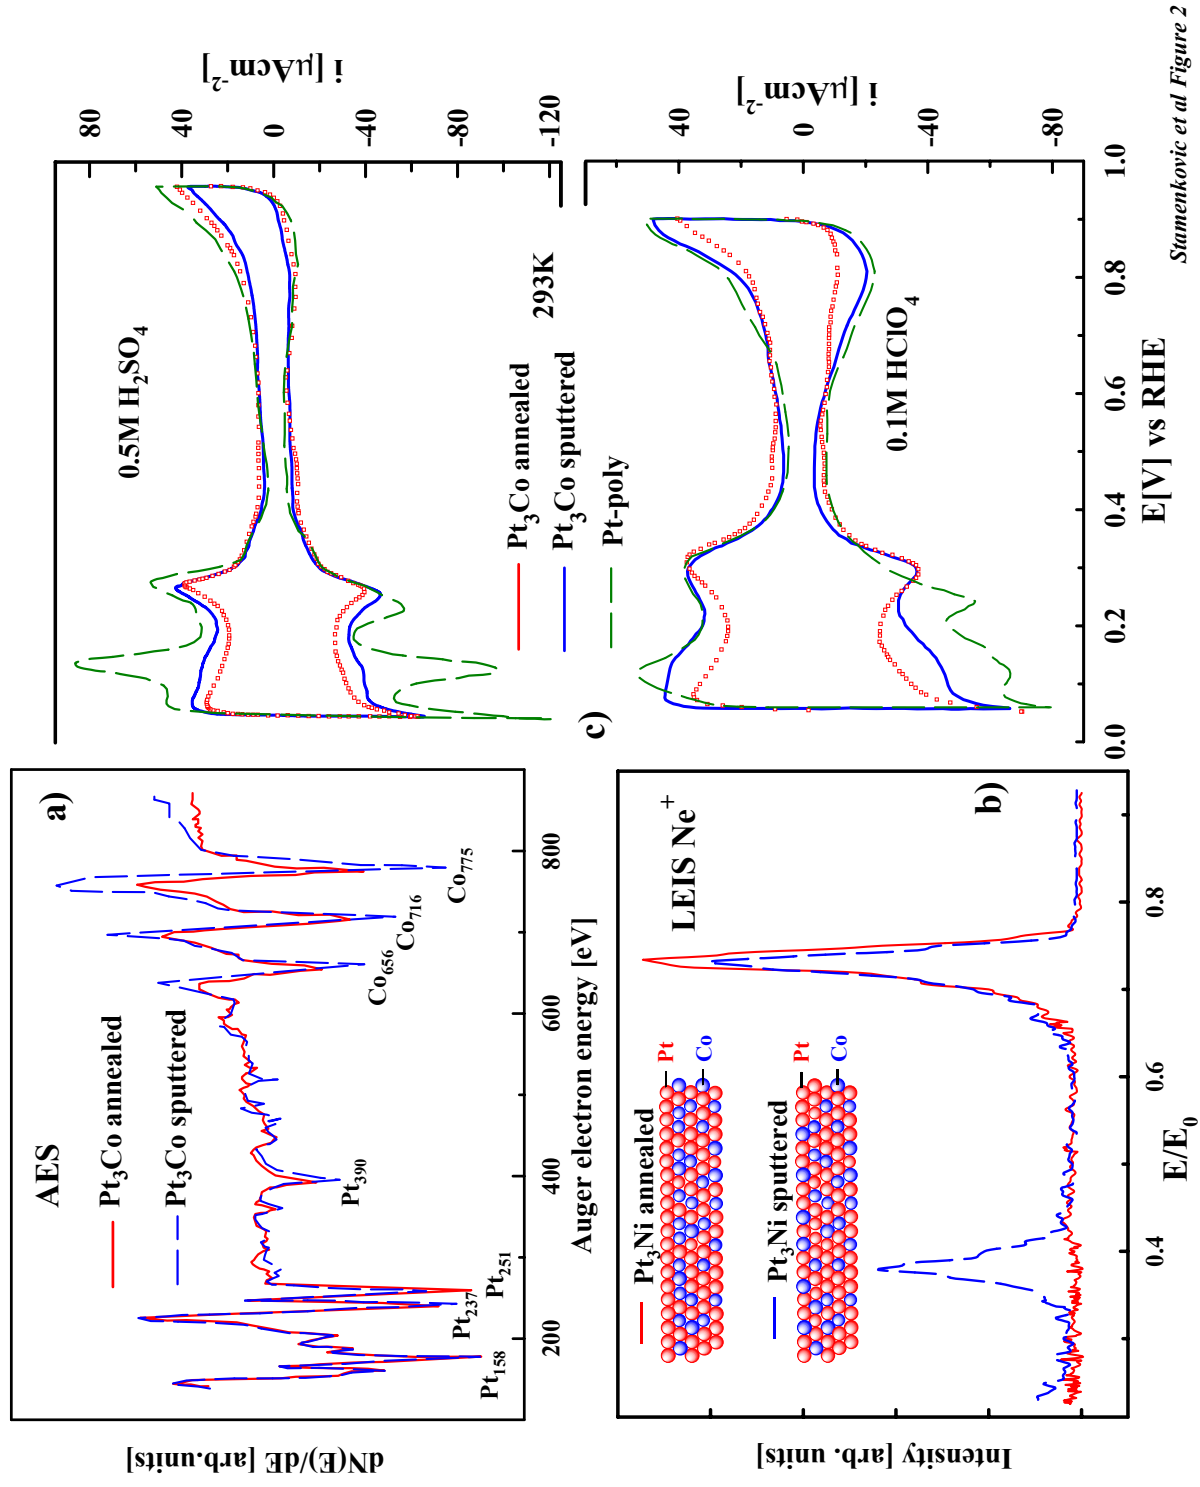 AES
a)
Pt3Co annealed
Pt3Co sputtered
Pt158
Pt237
Pt251
Pt390
Co656
Co716
Co775
200
400
600
800
Auger electron energy [eV]
dN(E)/dE [arb.units]
LEIS Ne+
b)
Pt3Ni annealed
Pt
Co
Pt3Ni sputtered
Pt
Co
0.4
0.6
0.8
E/E0
Intensity [arb. units]
0.5M H2SO4
80
40
0
-40
-120
i [μAcm-2]
293K
Pt3Co annealed
Pt3Co sputtered
Pt-poly
c)
0.1M HClO4
40
0
-40
-80
i [μAcm-2]
0.0
0.2
0.4
0.6
0.8
1.0
E[V] vs RHE
Stamenkovic et al Figure 2